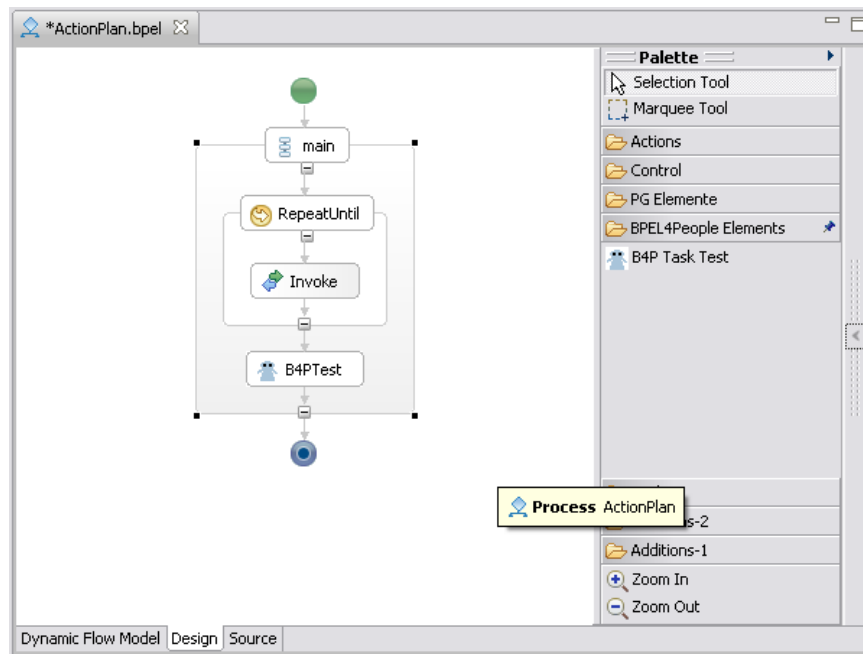 *ActionPlan.bpel
Palette
Selection Tool
Marquee Tool
Actions
Control
PG Elemente
BPEL4People Elements
B4P Task Test
main
RepeatUntil
Invoke
B4PTest
Process ActionPlan
s-2
Additions-1
Zoom In
Zoom Out
Dynamic Flow Model Design Source